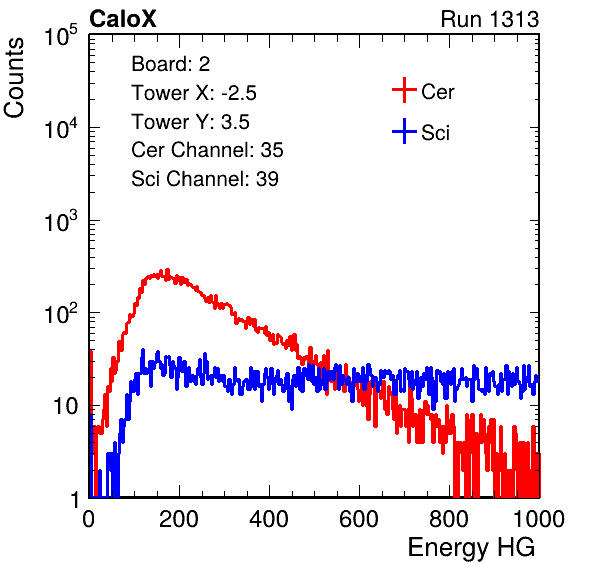 CaloX Run 1313
Counts
Board: 2
Tower X: -2.5
Tower Y: 3.5
Cer Channel: 35
Sci Channel: 39
Cer
Sci
10^5
10^4
10^3
10^2
10
1
0 200 400 600 800 1000
Energy HG